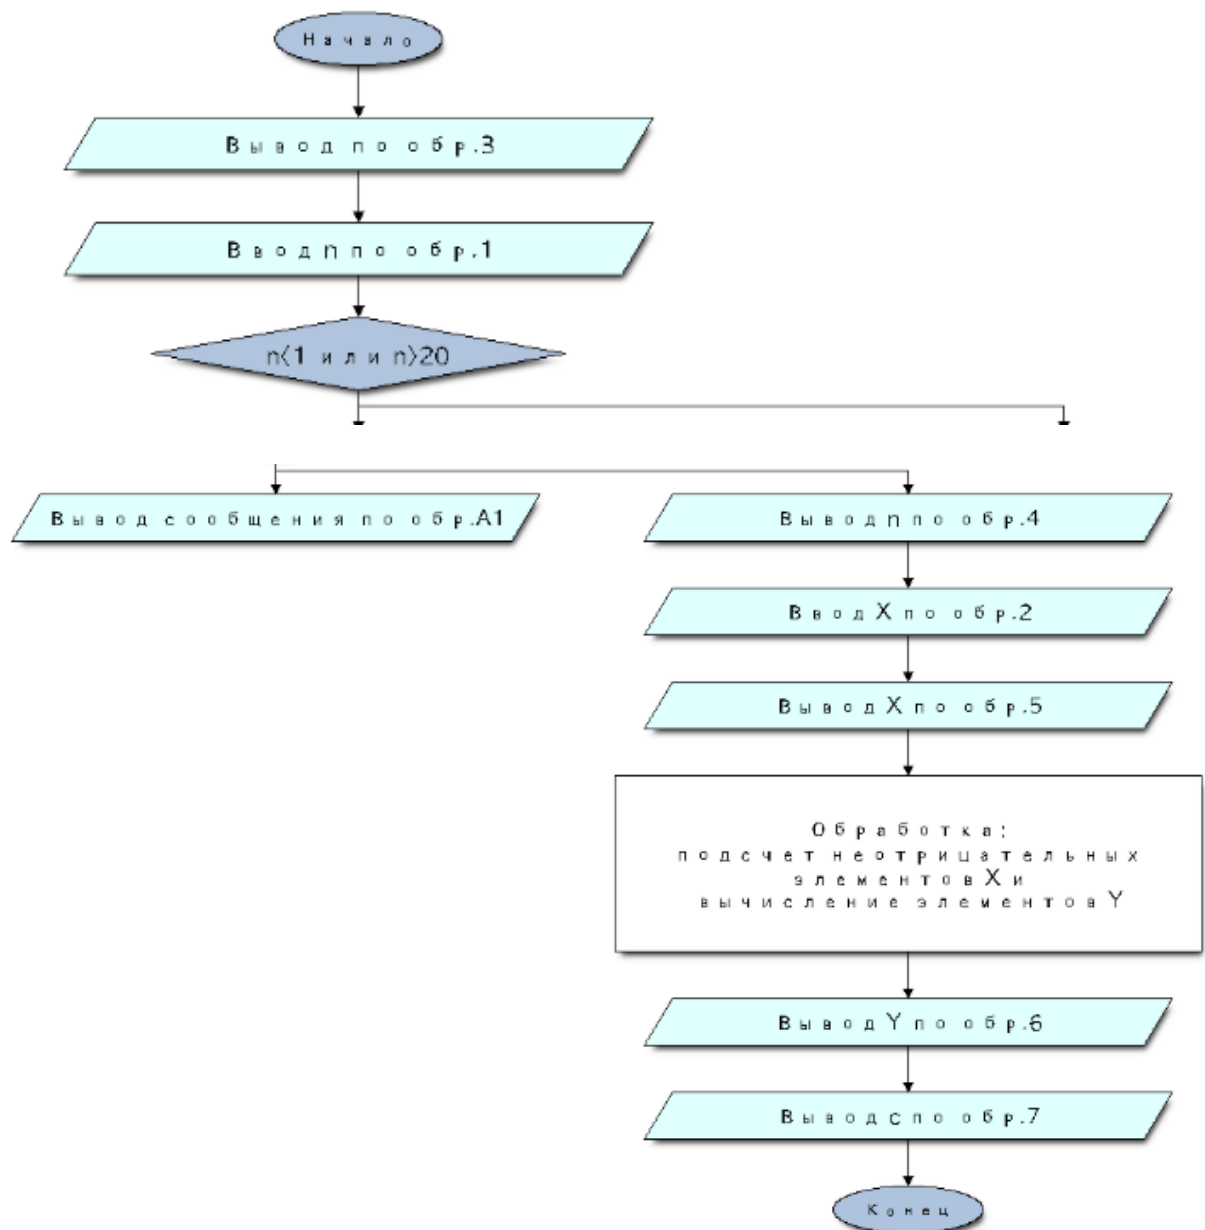 Начало
Вывод по обр.3
Ввод n по обр.1
n<1 или n>20
Вывод сообщения по обр.А1
Вывод n по обр.4
Ввод X по обр.2
Вывод X по обр.5
Обработка:
подсчет неотрицательных
элементов X и
вычисление элементов Y
Вывод Y по обр.6
Вывод c по обр.7
Конец